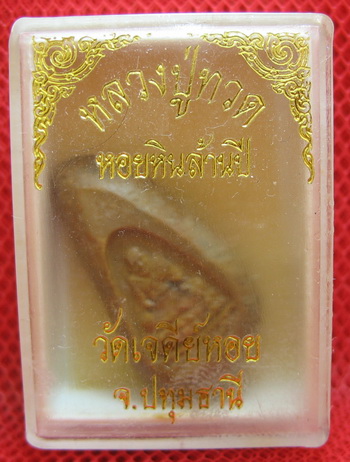 หลวงปู่ทวด
หอยหินล้านปี
วัดเจดีย์หอย
จ.ปทุมธานี